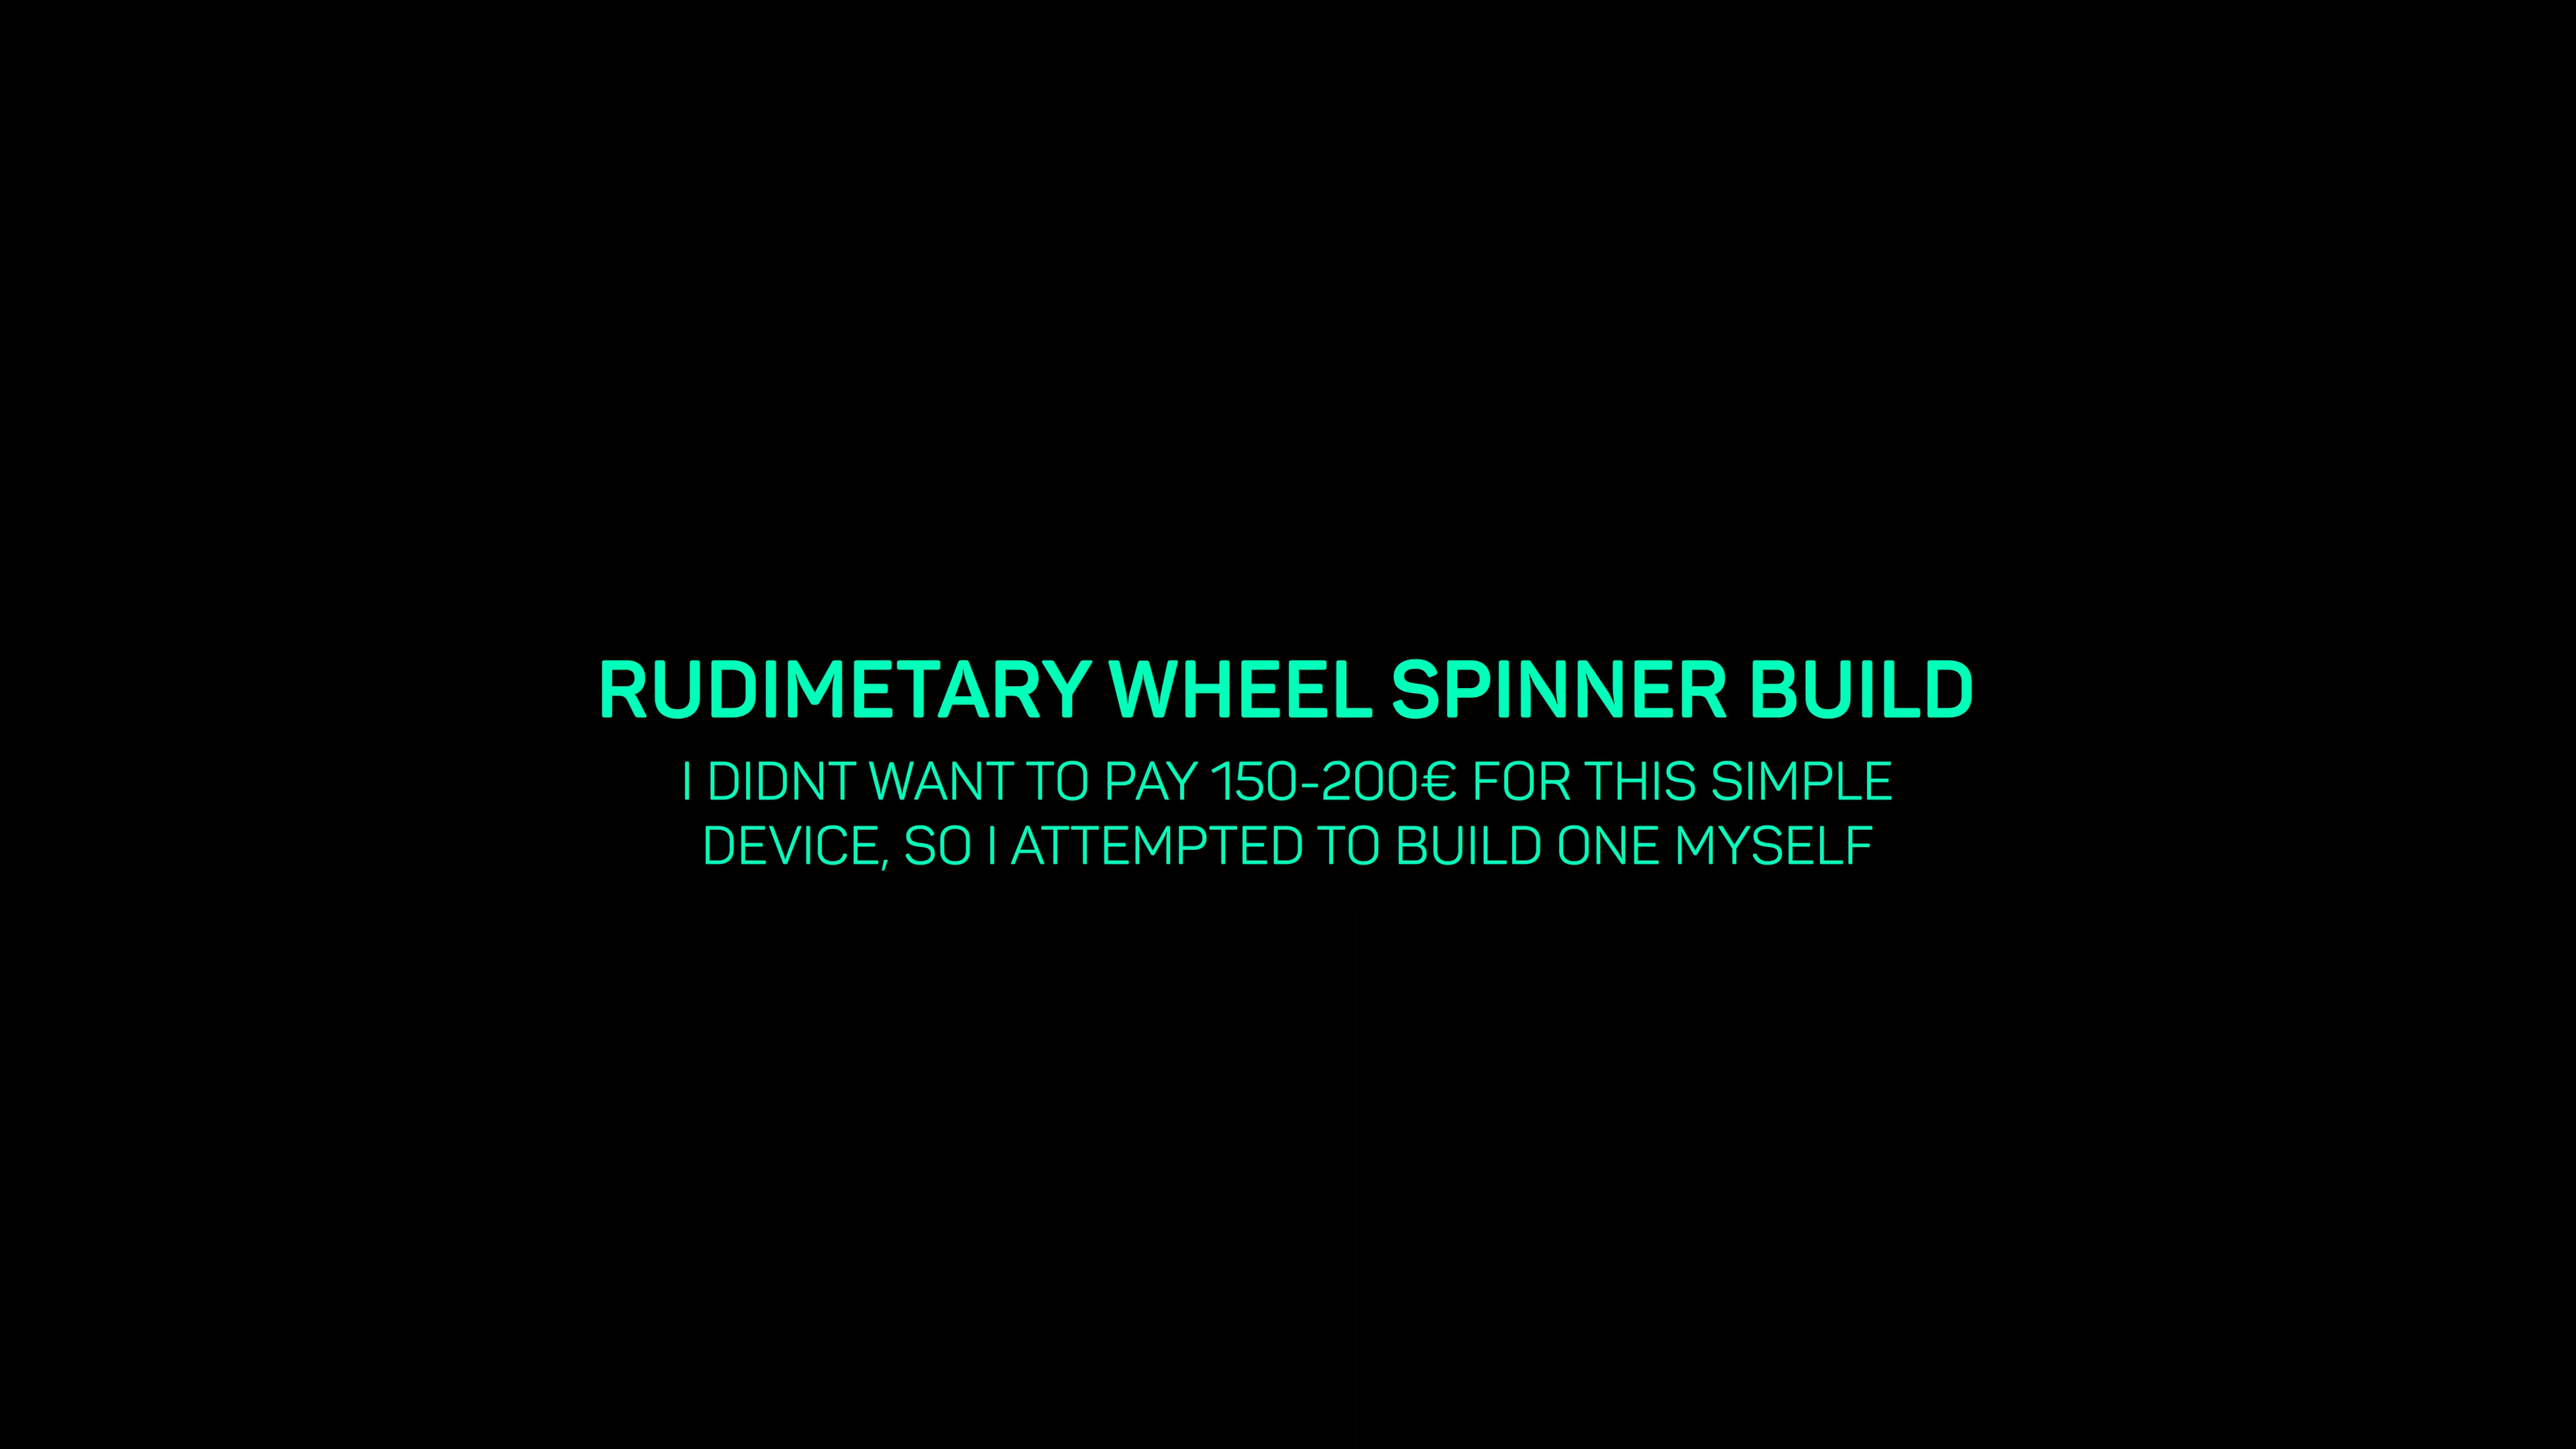 RUDIMETARY WHEEL SPINNER BUILD
I DIDNT WANT TO PAY 150-200€ FOR THIS SIMPLE
DEVICE, SO I ATTEMPTED TO BUILD ONE MYSELF